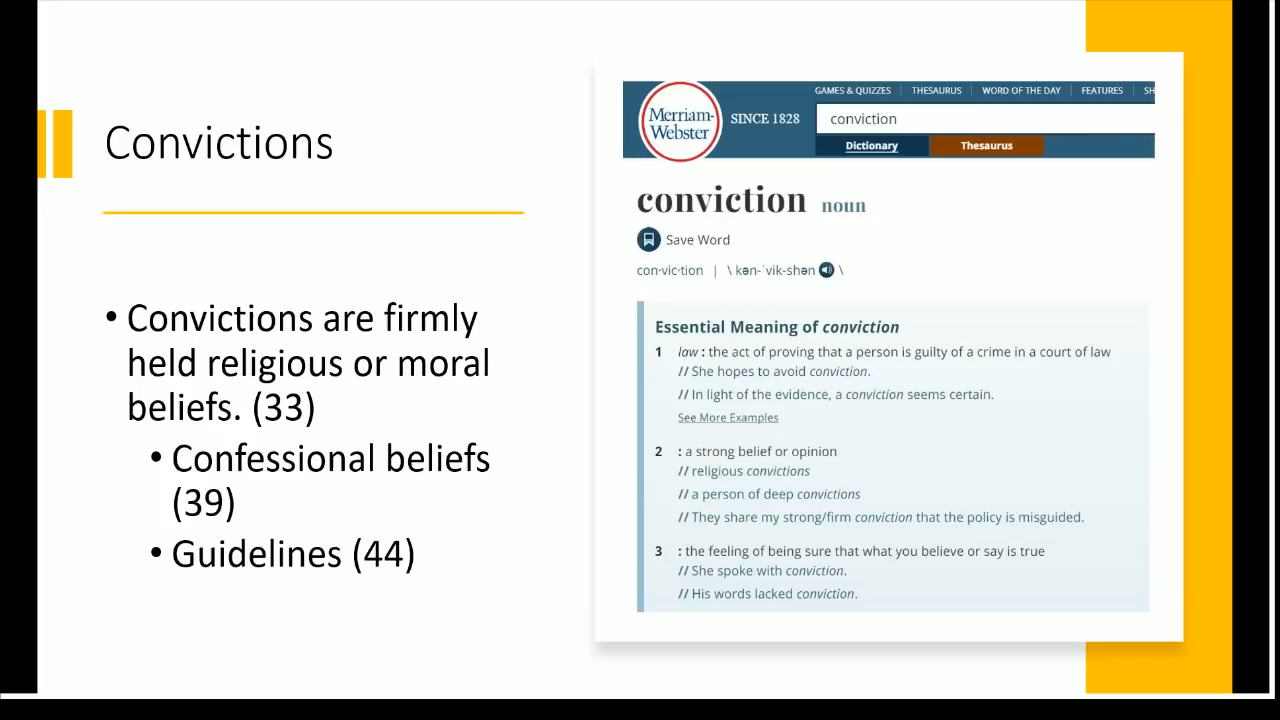 Convictions
• Convictions are firmly
held religious or moral
beliefs. (33)
• Confessional beliefs
(39)
• Guidelines (44)
GAMES & QUIZZES | THESAURUS | WORD OF THE DAY | FEATURES | SH
Merriam-
Webster
SINCE 1828
conviction
Dictionary
Thesaurus
conviction noun
Save Word
con·vic·tion | \ kən-ˈvik-shən \
Essential Meaning of conviction
1 law : the act of proving that a person is guilty of a crime in a court of law
// She hopes to avoid conviction.
// In light of the evidence, a conviction seems certain.
See More Examples
2 : a strong belief or opinion
// religious convictions
// a person of deep convictions
// They share my strong/firm conviction that the policy is misguided.
3 : the feeling of being sure that what you believe or say is true
// She spoke with conviction.
// His words lacked conviction.